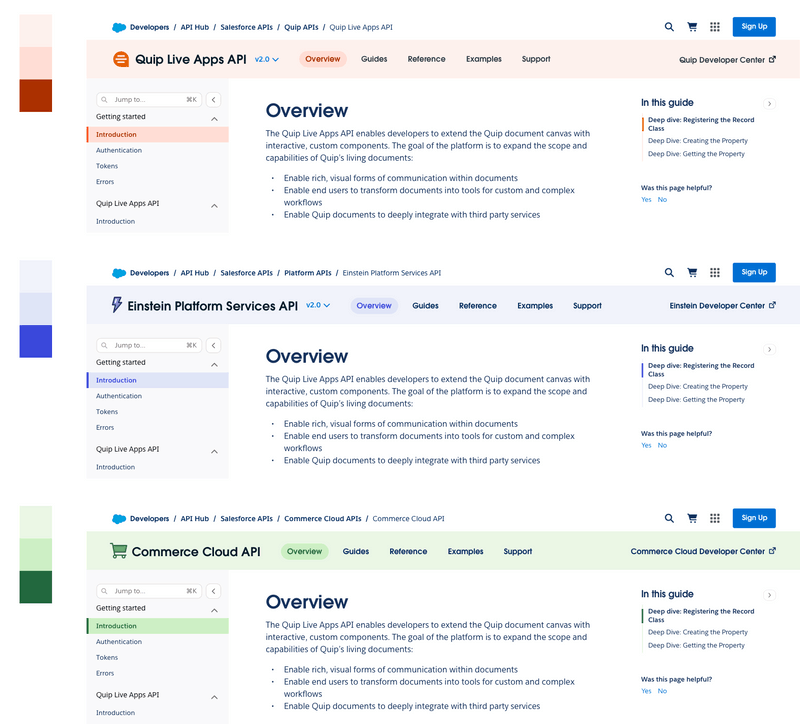 Developers / API Hub / Salesforce APIs / Quip APIs / Quip Live Apps API
Sign Up
Quip Live Apps API v2.0 Overview Guides Reference Examples Support Quip Developer Center
Jump to... ⌘K
Getting started
Introduction
Authentication
Tokens
Errors
Quip Live Apps API
Introduction
Overview
The Quip Live Apps API enables developers to extend the Quip document canvas with
interactive, custom components. The goal of the platform is to expand the scope and
capabilities of Quip's living documents:
• Enable rich, visual forms of communication within documents
• Enable end users to transform documents into tools for custom and complex
workflows
• Enable Quip documents to deeply integrate with third party services
In this guide
Deep dive: Registering the Record
Class
Deep Dive: Creating the Property
Deep Dive: Getting the Property
Was this page helpful?
Yes No
Developers / API Hub / Salesforce APIs / Platform APIs / Einstein Platform Services API
Sign Up
Einstein Platform Services API v2.0 Overview Guides Reference Examples Support Einstein Developer Center
Jump to... ⌘K
Getting started
Introduction
Authentication
Tokens
Errors
Quip Live Apps API
Introduction
Overview
The Quip Live Apps API enables developers to extend the Quip document canvas with
interactive, custom components. The goal of the platform is to expand the scope and
capabilities of Quip's living documents:
• Enable rich, visual forms of communication within documents
• Enable end users to transform documents into tools for custom and complex
workflows
• Enable Quip documents to deeply integrate with third party services
In this guide
Deep dive: Registering the Record
Class
Deep Dive: Creating the Property
Deep Dive: Getting the Property
Was this page helpful?
Yes No
Developers / API Hub / Salesforce APIs / Commerce Cloud APIs / Commerce Cloud API
Sign Up
Commerce Cloud API Overview Guides Reference Examples Support Commerce Cloud Developer Center
Jump to... ⌘K
Getting started
Introduction
Authentication
Tokens
Errors
Quip Live Apps API
Introduction
Overview
The Quip Live Apps API enables developers to extend the Quip document canvas with
interactive, custom components. The goal of the platform is to expand the scope and
capabilities of Quip's living documents:
• Enable rich, visual forms of communication within documents
• Enable end users to transform documents into tools for custom and complex
workflows
• Enable Quip documents to deeply integrate with third party services
In this guide
Deep dive: Registering the Record
Class
Deep Dive: Creating the Property
Deep Dive: Getting the Property
Was this page helpful?
Yes No